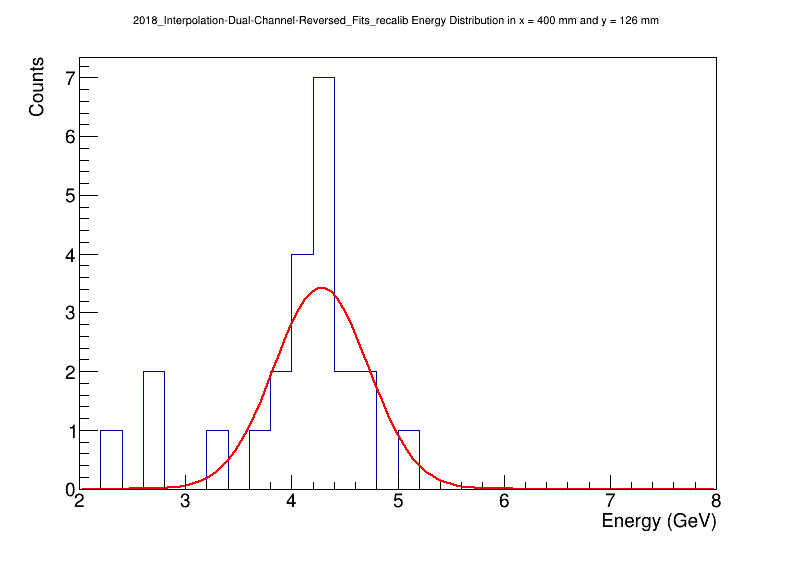 2018_Interpolation-Dual-Channel-Reversed_Fits_recalib Energy Distribution in x = 400 mm and y = 126 mm
Counts
7
6
5
4
3
2
1
0
2 3 4 5 6 7 8
Energy (GeV)